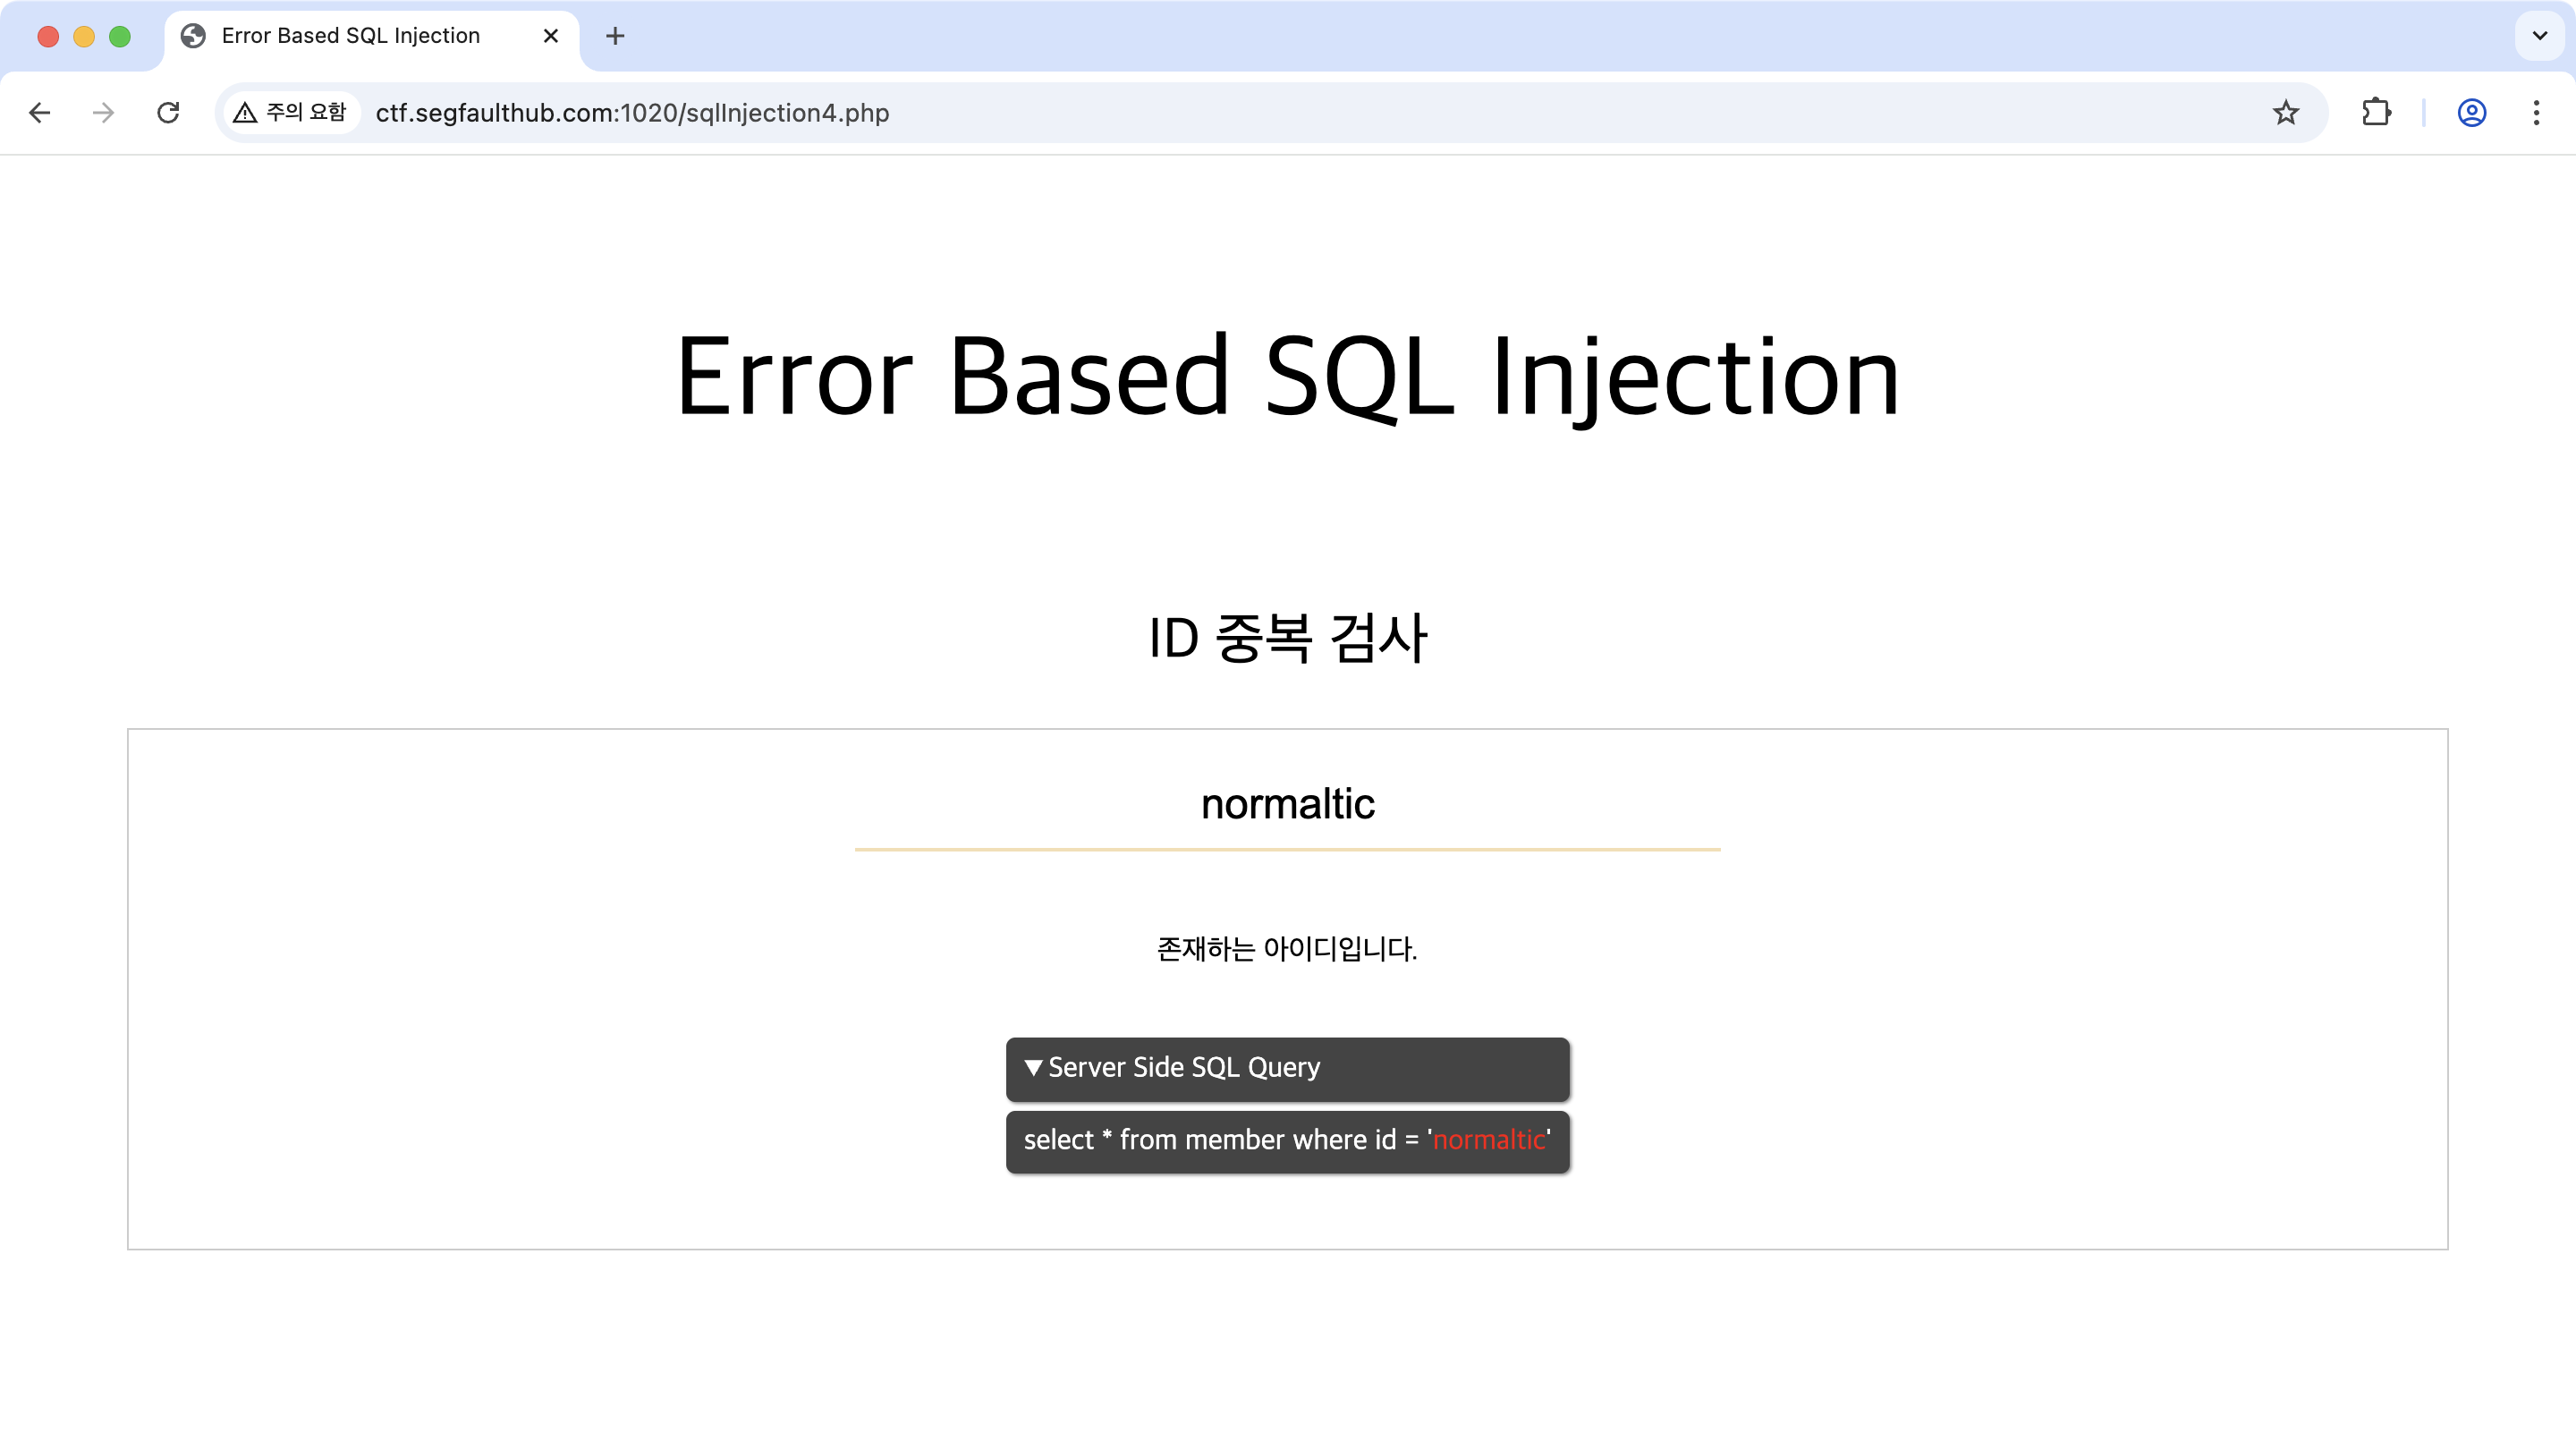 Error Based SQL Injection
주의 요함 ctf.segfaulthub.com:1020/sqlInjection4.php
Error Based SQL Injection
ID 중복 검사
normaltic
존재하는 아이디입니다.
▼ Server Side SQL Query
select * from member where id = 'normaltic'